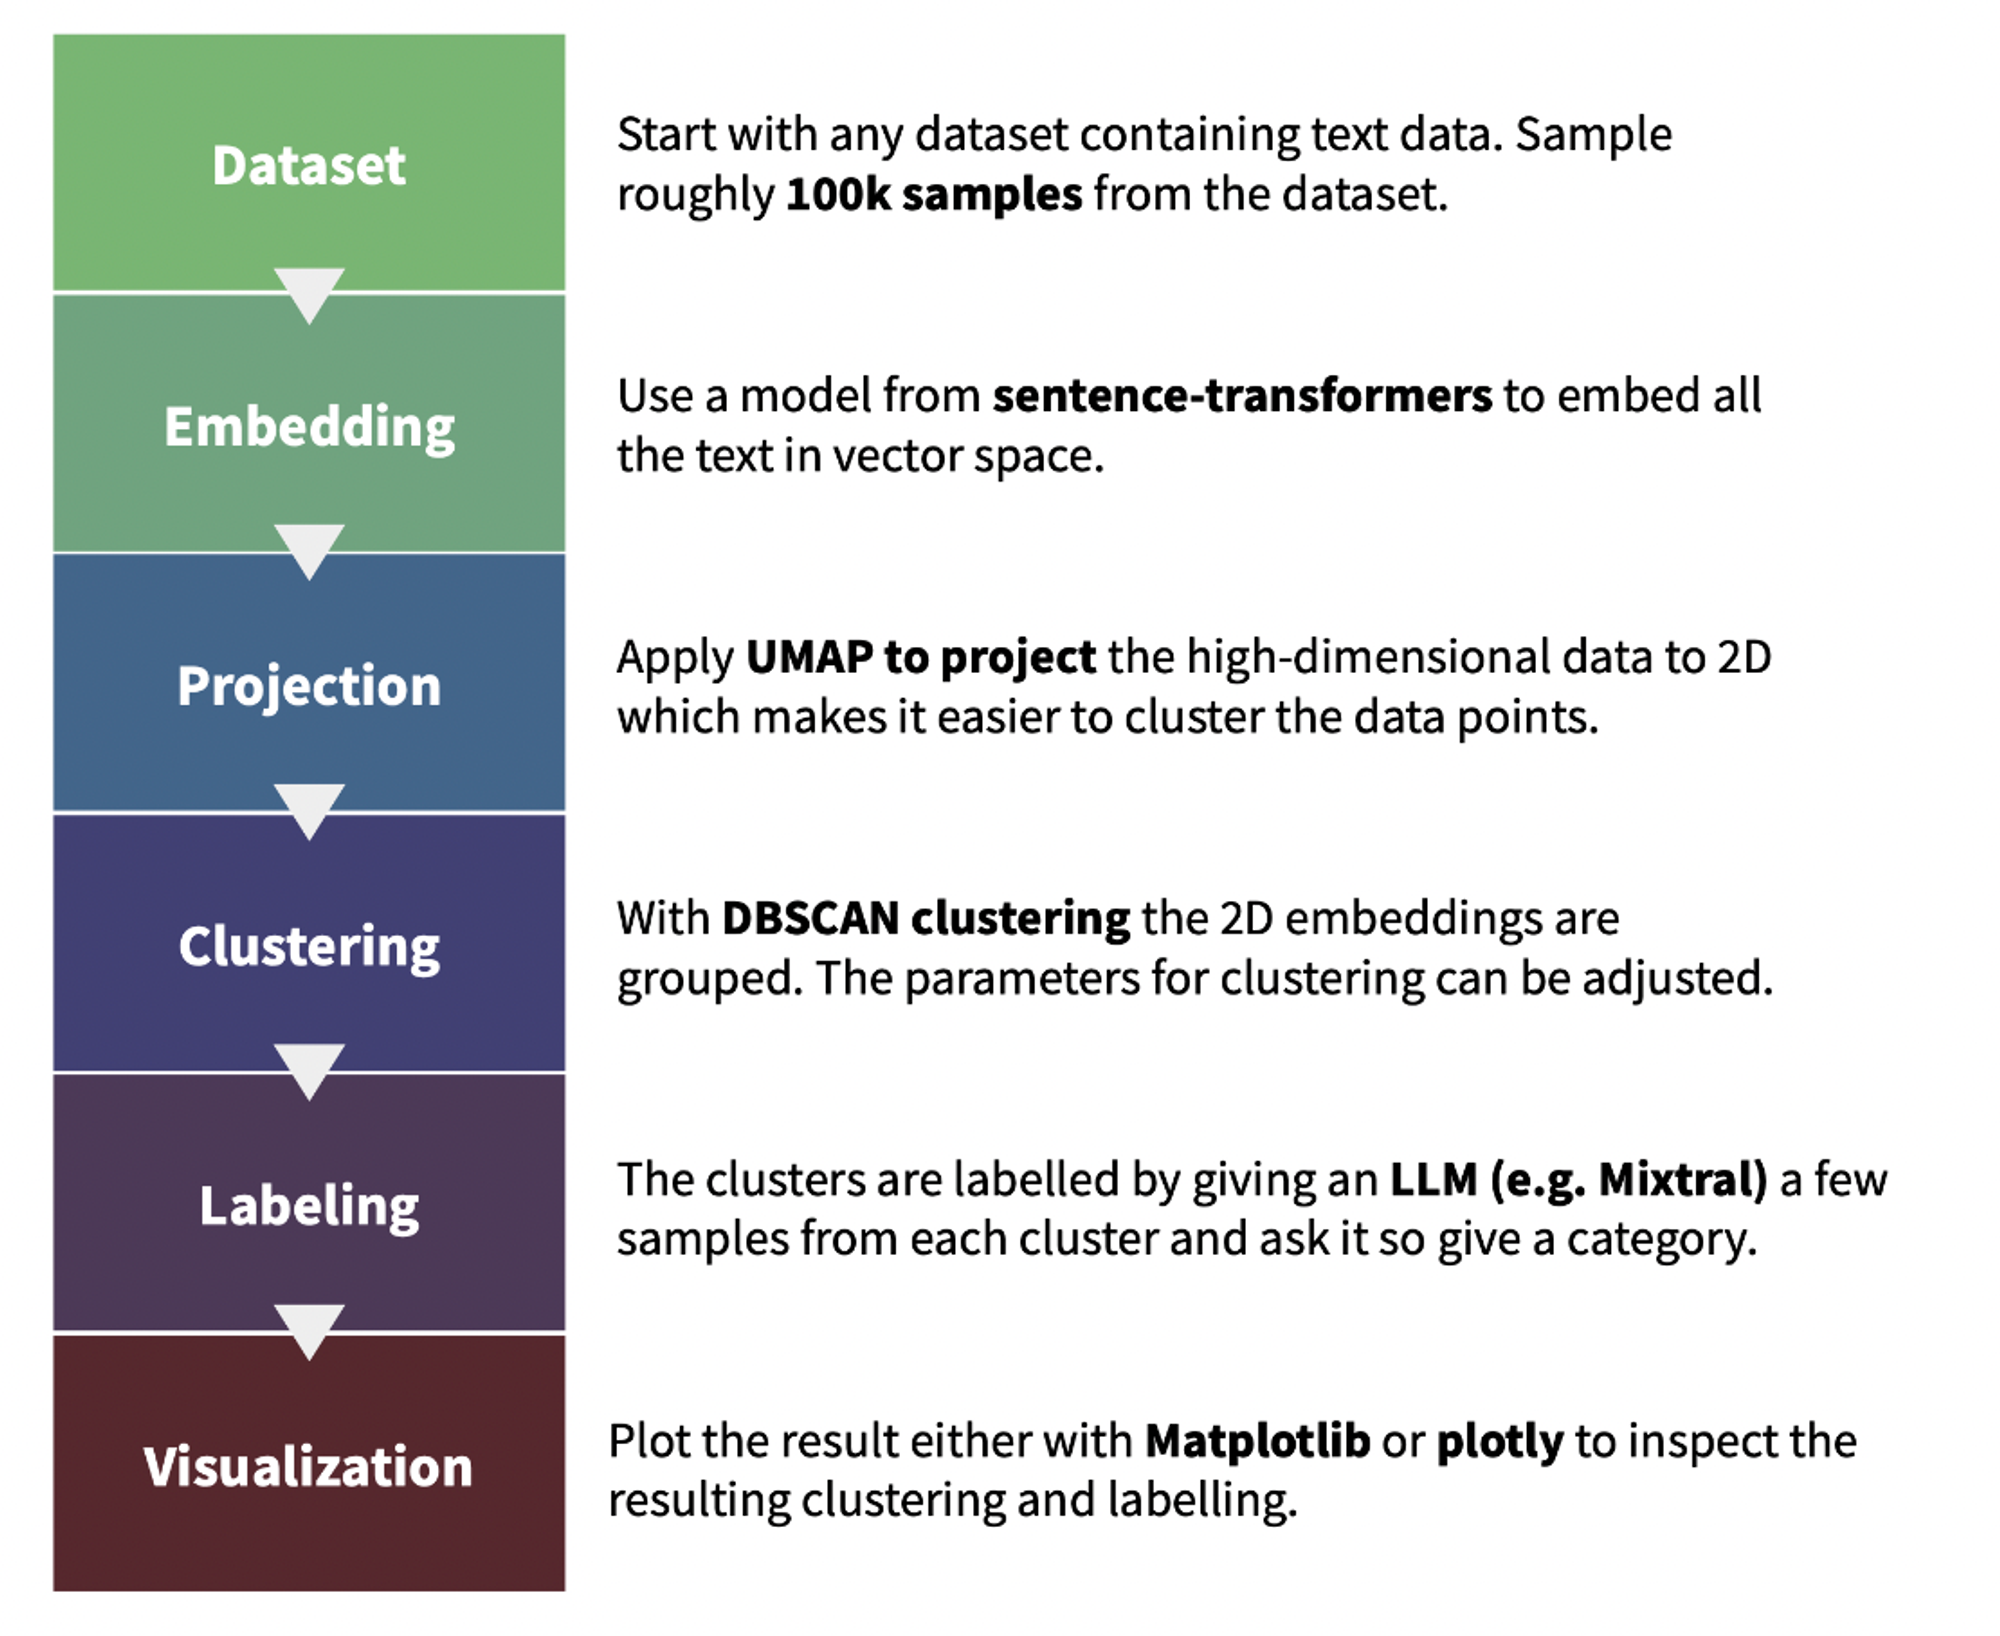 Dataset
Start with any dataset containing text data. Sample
roughly 100k samples from the dataset.
Embedding
Use a model from sentence-transformers to embed all
the text in vector space.
Projection
Apply UMAP to project the high-dimensional data to 2D
which makes it easier to cluster the data points.
Clustering
With DBSCAN clustering the 2D embeddings are
grouped. The parameters for clustering can be adjusted.
Labeling
The clusters are labelled by giving an LLM (e.g. Mixtral) a few
samples from each cluster and ask it so give a category.
Visualization
Plot the result either with Matplotlib or plotly to inspect the
resulting clustering and labelling.